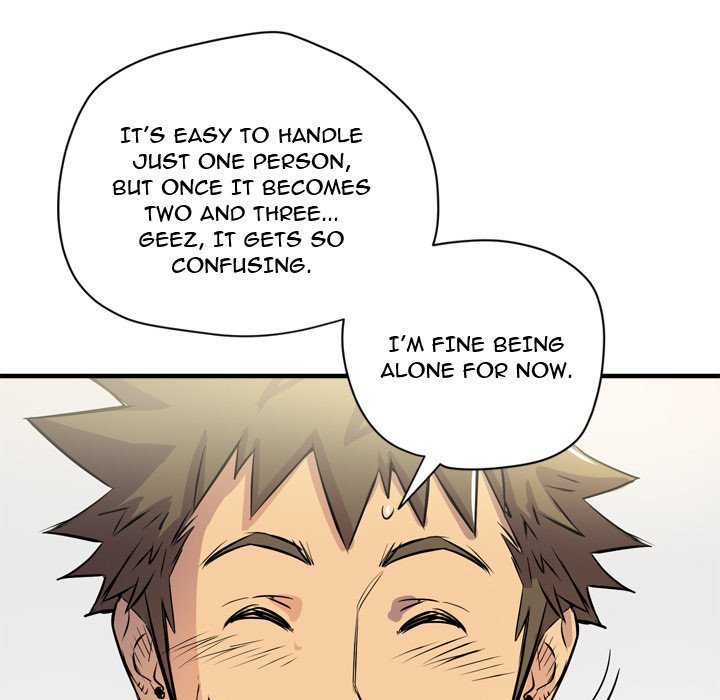 IT'S EASY TO HANDLE
JUST ONE PERSON,
BUT ONCE IT BECOMES
TWO AND THREE...
GEEZ, IT GETS SO
CONFUSING.
I'M FINE BEING
ALONE FOR NOW.